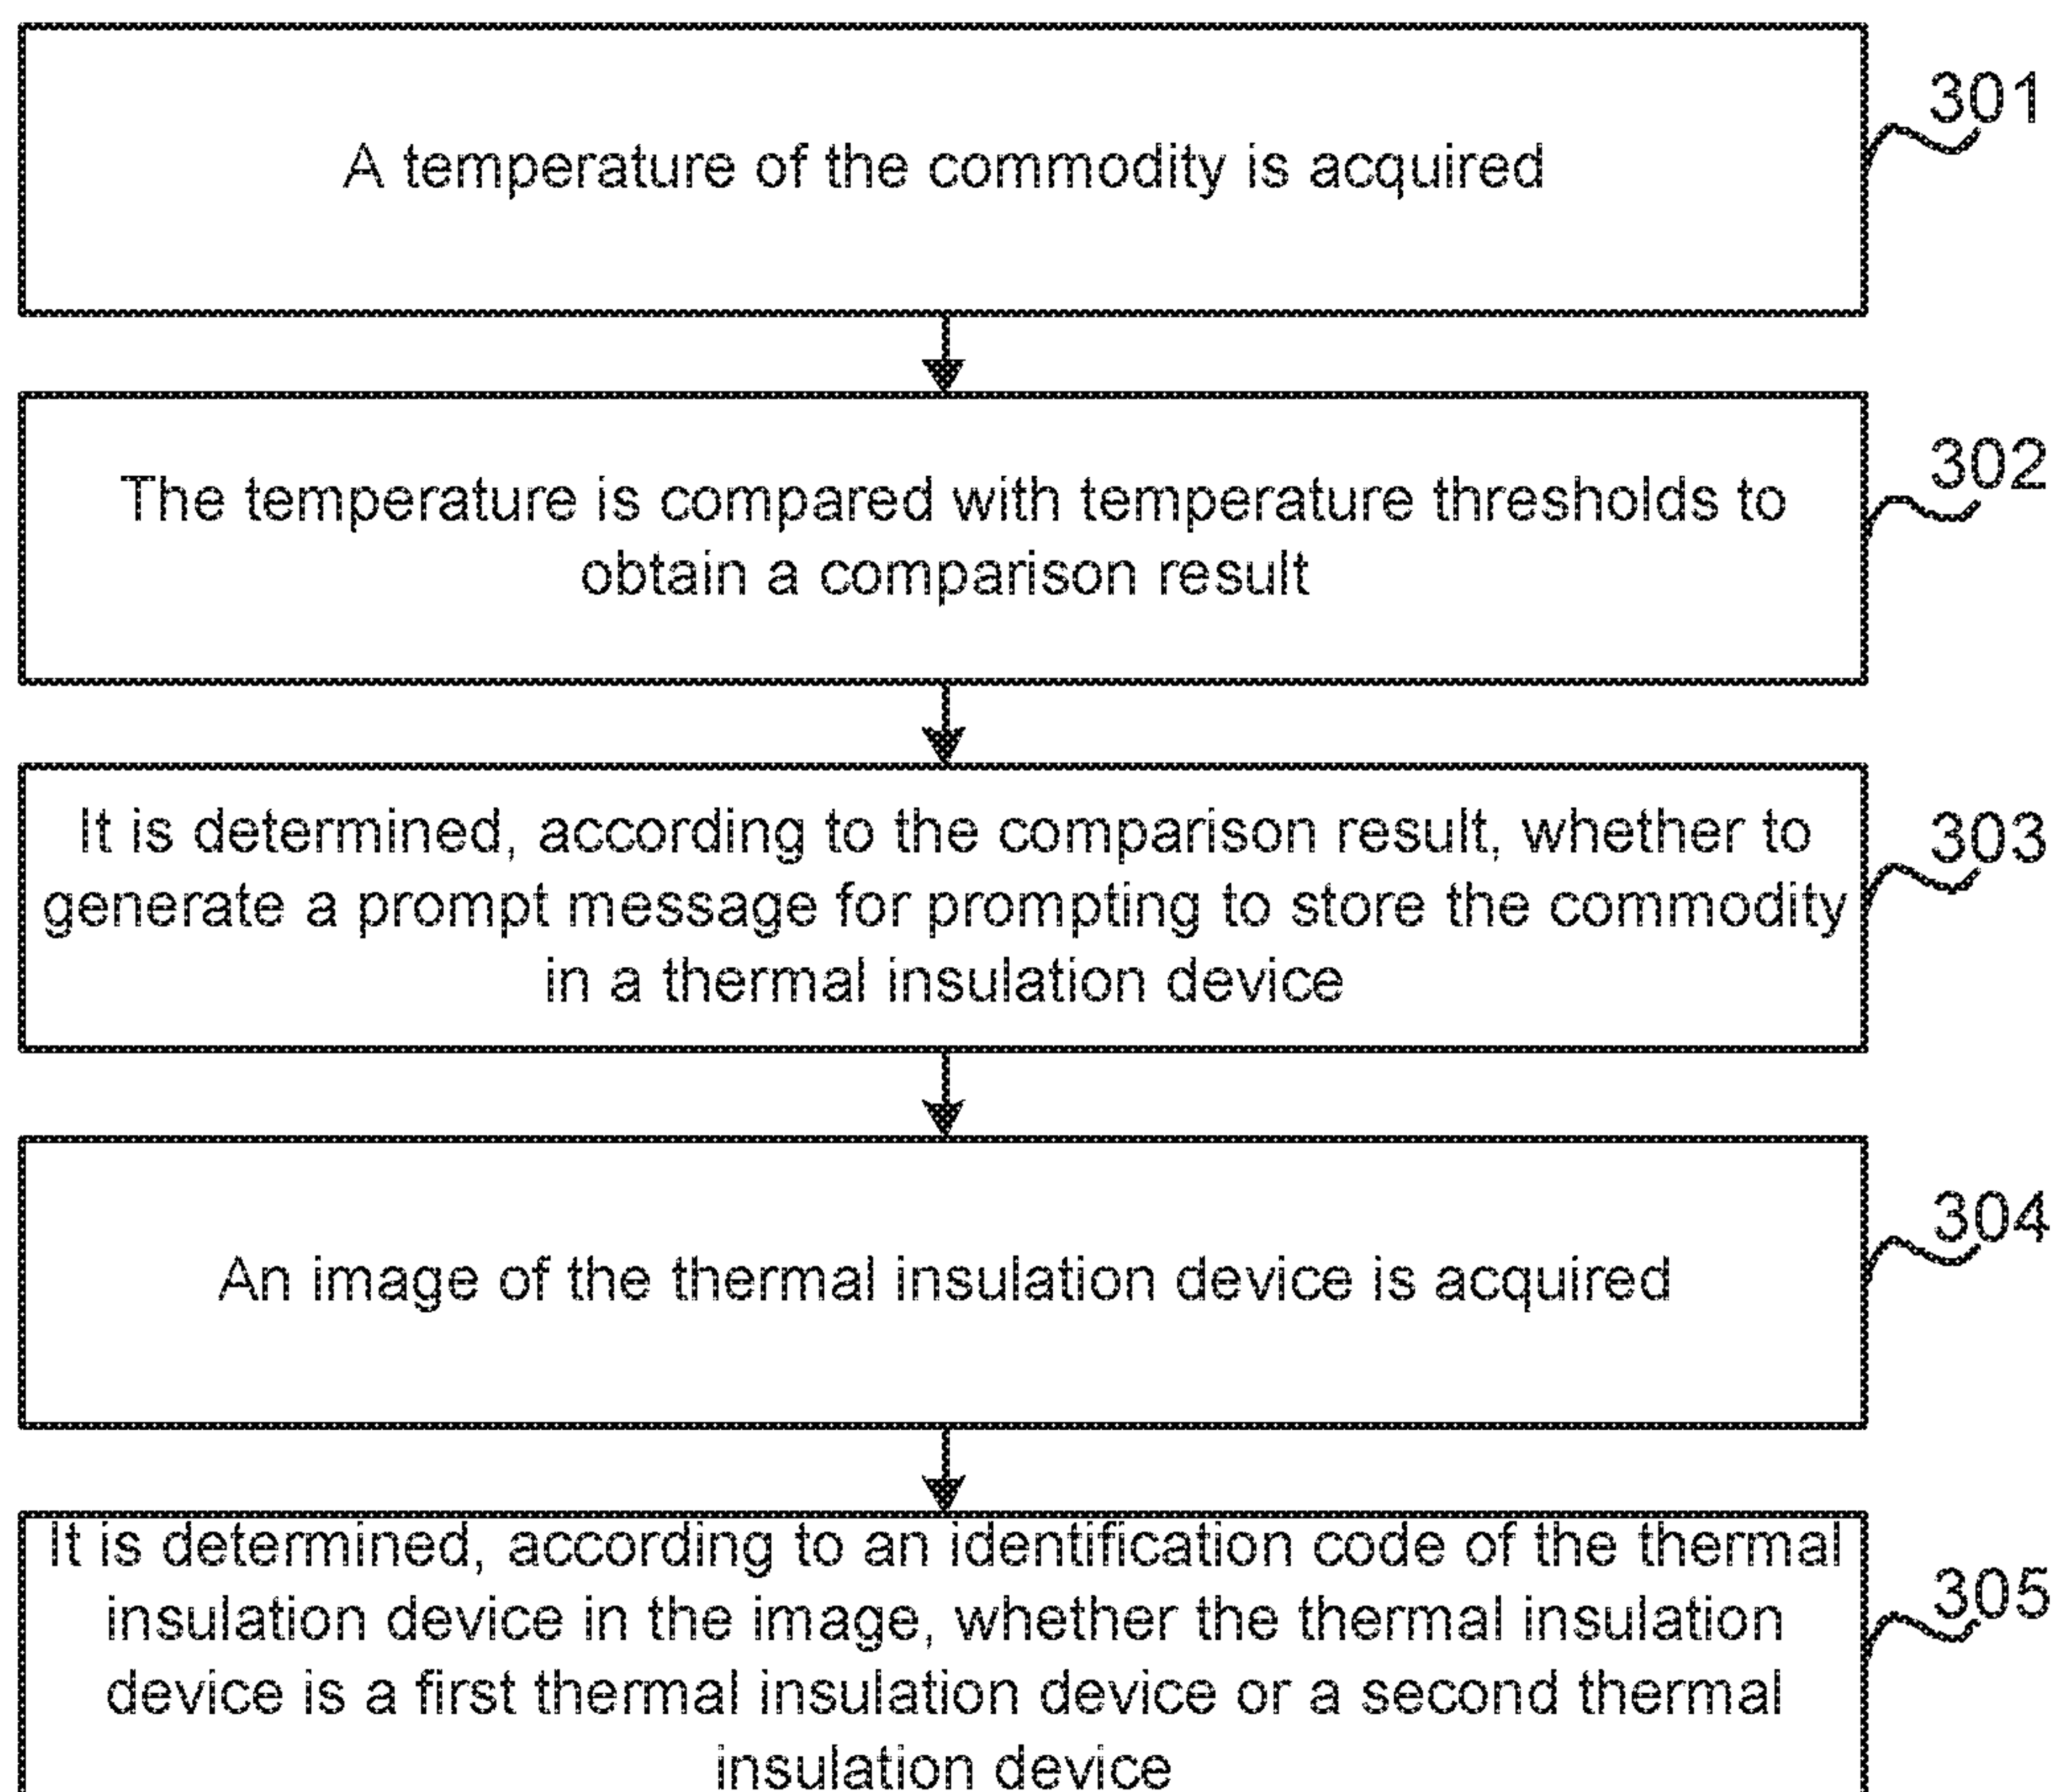 A temperature of the commodity is acquired
301
The temperature is compared with temperature thresholds to
obtain a comparison result
302
It is determined, according to the comparison result, whether to
generate a prompt message for prompting to store the commodity
in a thermal insulation device
303
An image of the thermal insulation device is acquired
304
It is determined, according to an identification code of the thermal
insulation device in the image, whether the thermal insulation
device is a first thermal insulation device or a second thermal
insulation device
305